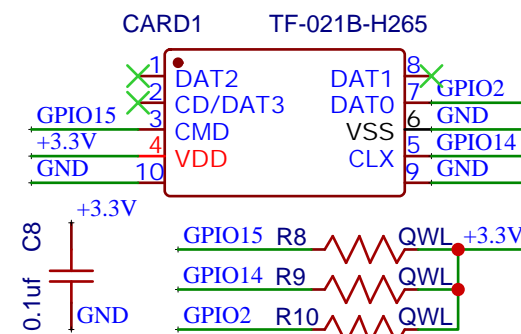 CARD1 TF-021B-H265
1 DAT2 DAT1 8
2 CD/DAT3 DAT0 7 GPIO2
GPIO15 3 CMD VSS 6 GND
+3.3V 4 VDD CLX 5 GPIO14
GND 10 9 GND
+3.3V
C8
0.1uf
GND
GPIO15 R8 QWL +3.3V
GPIO14 R9 QWL
GPIO2 R10 QWL